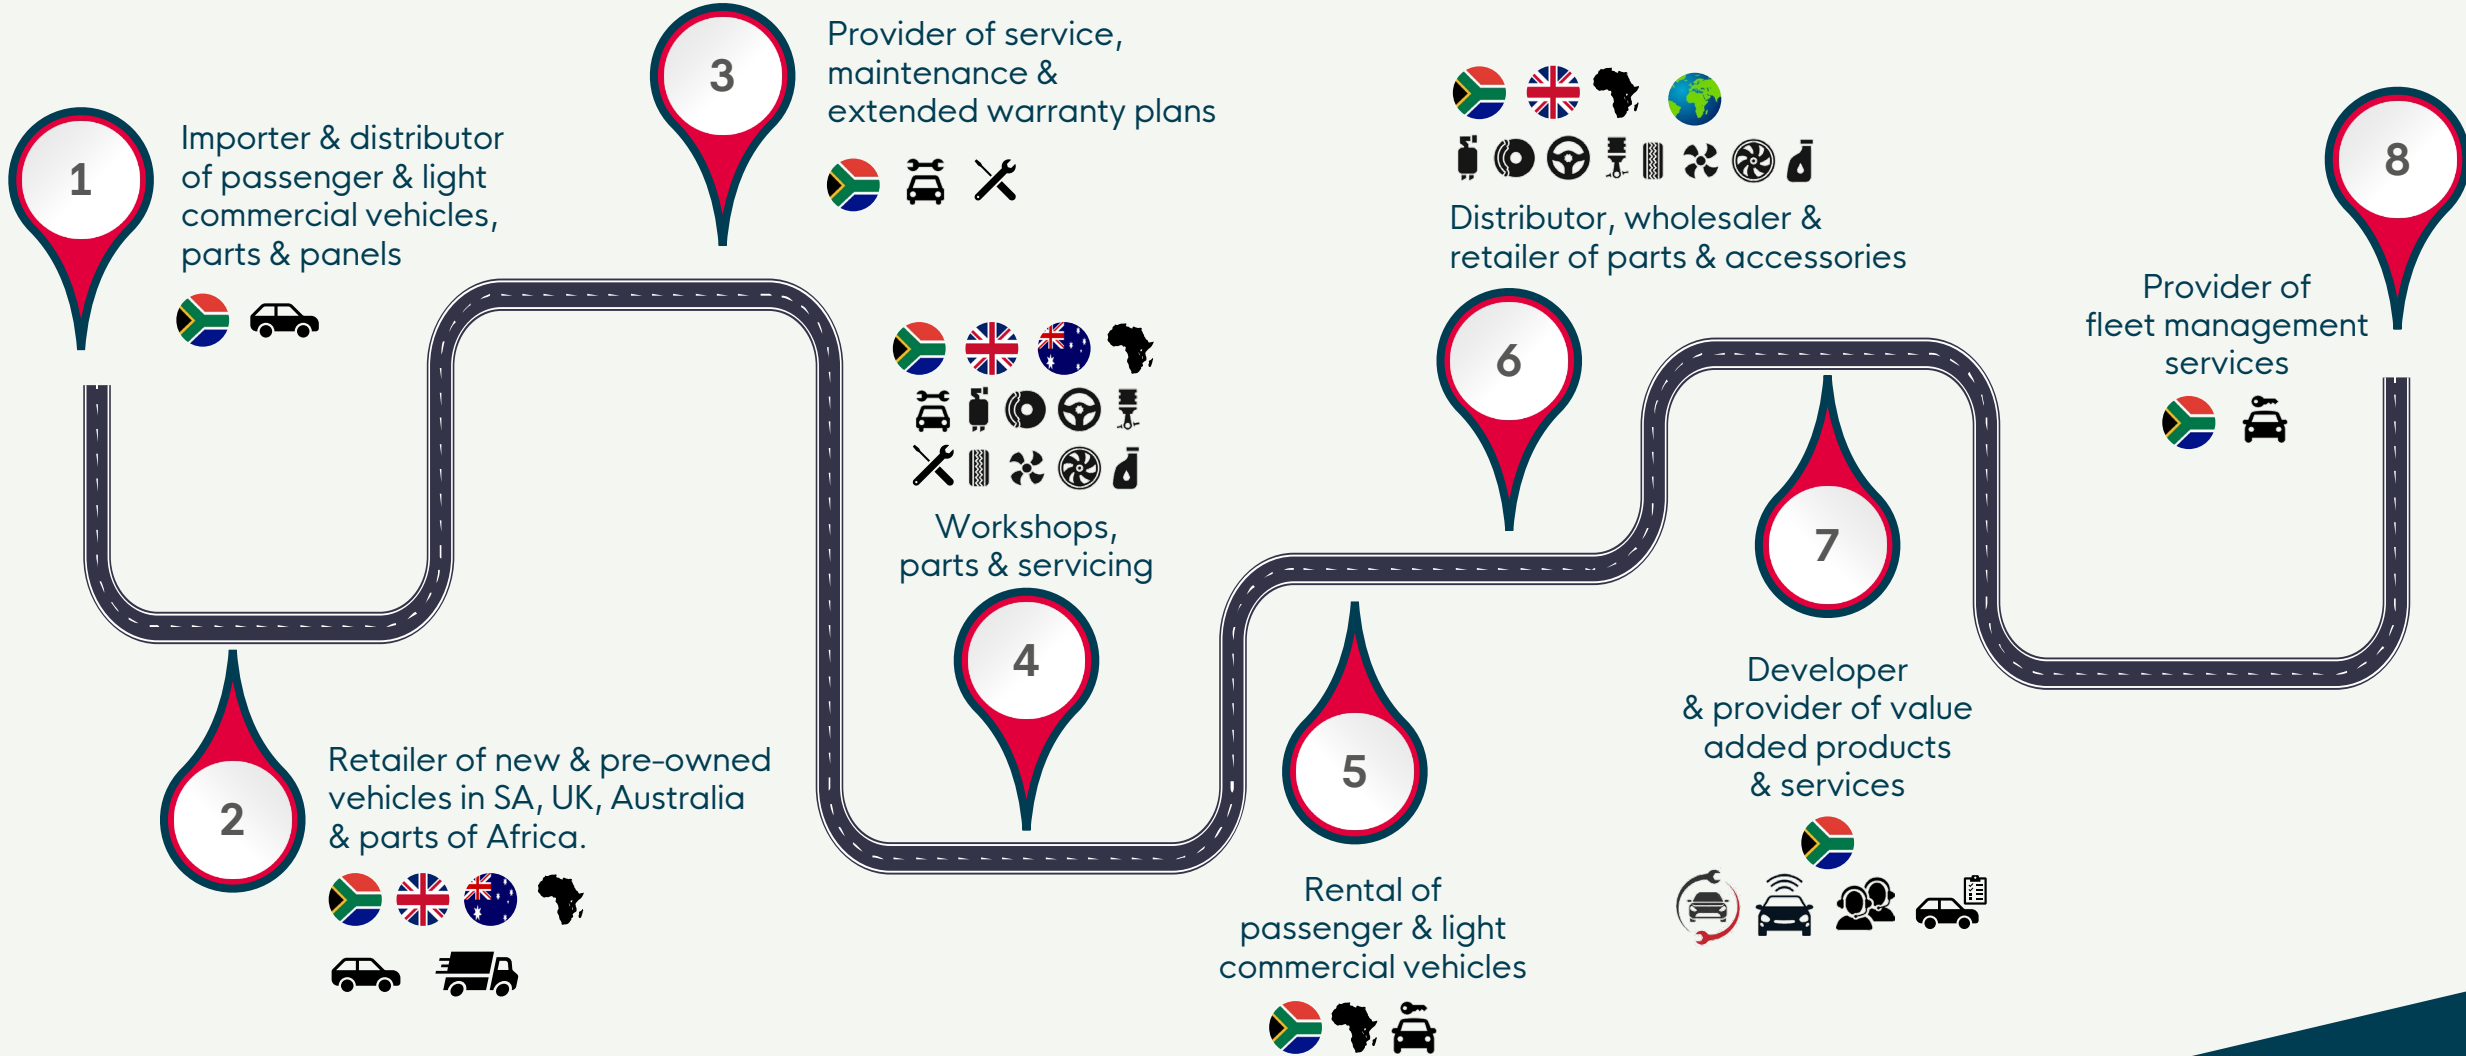 1
Importer & distributor
of passenger & light
commercial vehicles,
parts & panels
2
Retailer of new & pre-owned
vehicles in SA, UK, Australia
& parts of Africa.
3
Provider of service,
maintenance &
extended warranty plans
Workshops,
parts & servicing
4
5
Rental of
passenger & light
commercial vehicles
Distributor, wholesaler &
retailer of parts & accessories
6
7
Developer
& provider of value
added products
& services
8
Provider of
fleet management
services